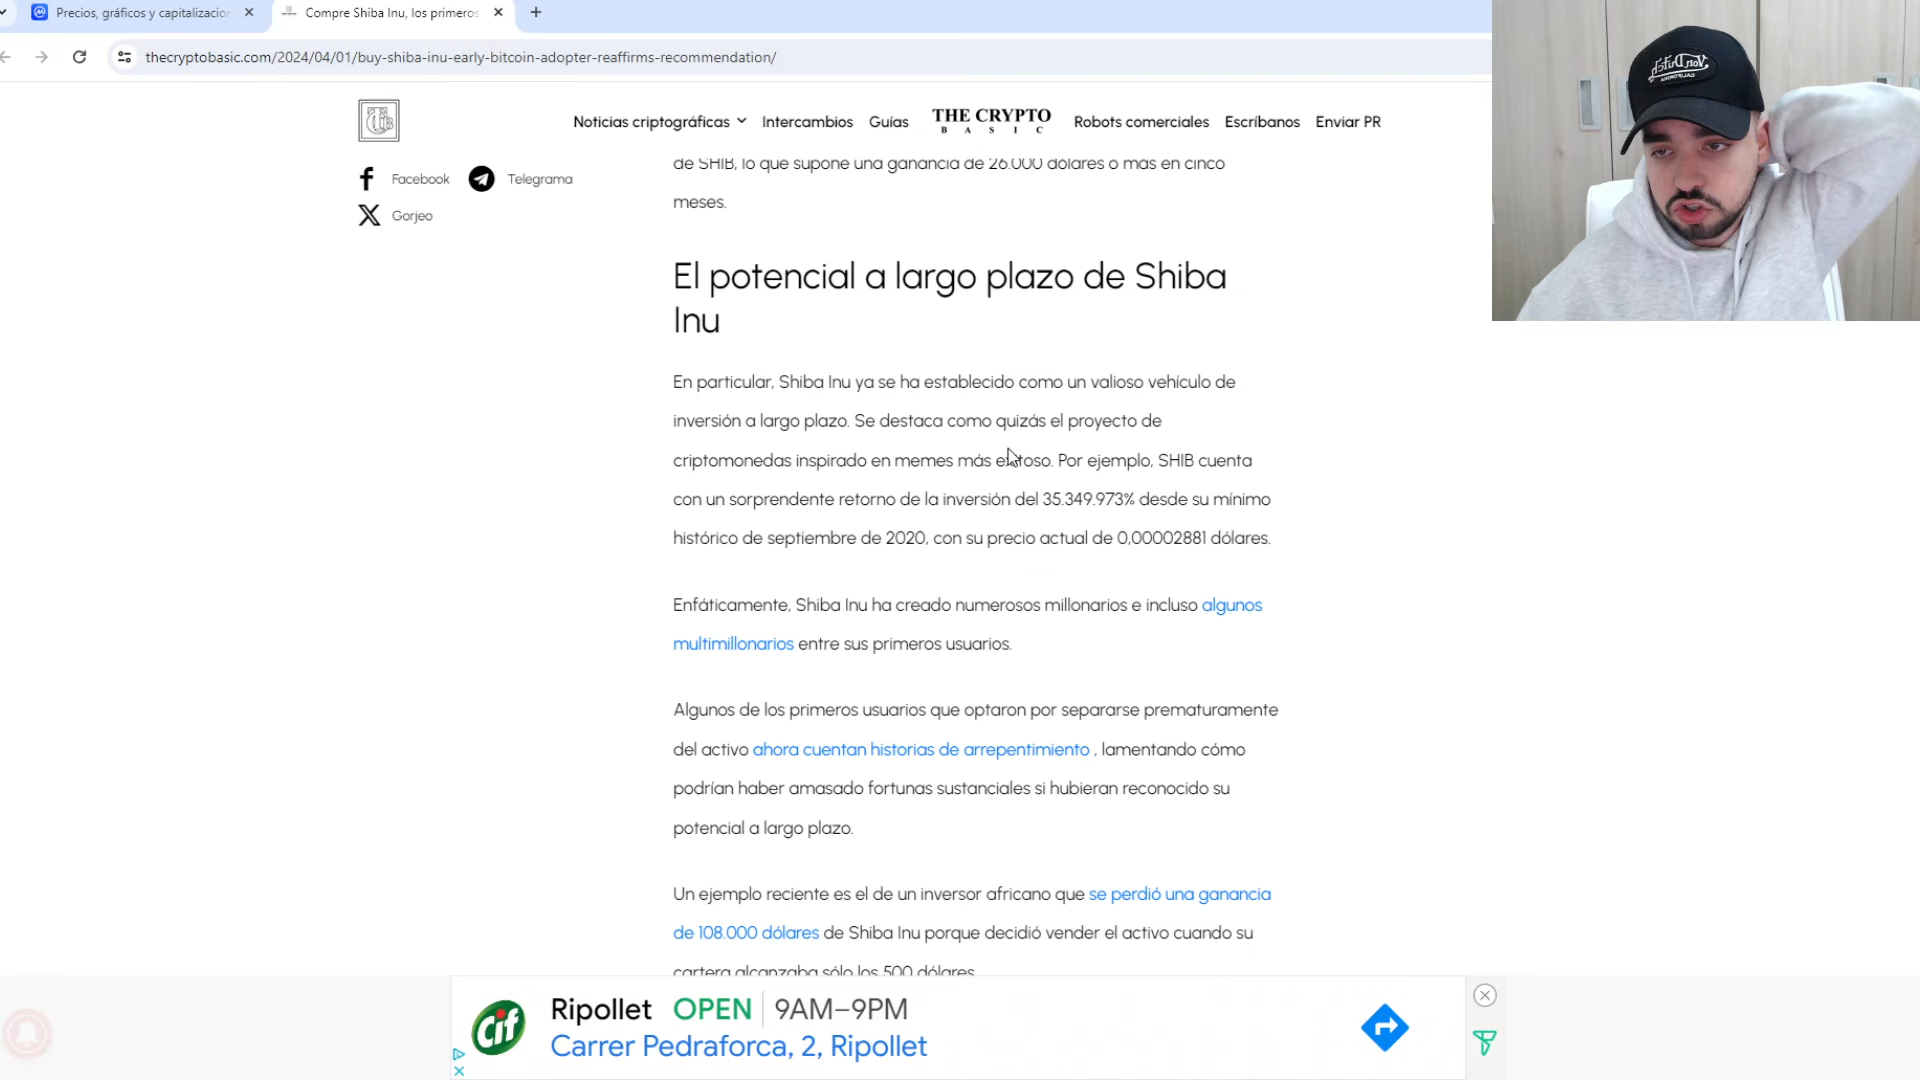 Precios, gráficos y capitalizacio
Compre Shiba Inu, los primeros
thecryptobasic.com/2024/04/01/buy-shiba-inu-early-bitcoin-adopter-reaffirms-recommendation/
Noticias criptográficas
Intercambios
Guías
THE CRYPTO
BASIC
Robots comerciales
Escríbanos
Enviar PR
Facebook
Telegrama
Gorjeo
de SHIB, lo que supone una ganancia de 26.000 dólares o más en cinco
meses.
El potencial a largo plazo de Shiba
Inu
En particular, Shiba Inu ya se ha establecido como un valioso vehículo de
inversión a largo plazo. Se destaca como quizás el proyecto de
criptomonedas inspirado en memes más exitoso. Por ejemplo, SHIB cuenta
con un sorprendente retorno de la inversión del 35.349.973% desde su mínimo
histórico de septiembre de 2020, con su precio actual de 0,00002881 dólares.
Enfáticamente, Shiba Inu ha creado numerosos millonarios e incluso algunos
multimillonarios entre sus primeros usuarios.
Algunos de los primeros usuarios que optaron por separarse prematuramente
del activo ahora cuentan historias de arrepentimiento , lamentando cómo
podrían haber amasado fortunas sustanciales si hubieran reconocido su
potencial a largo plazo.
Un ejemplo reciente es el de un inversor africano que se perdió una ganancia
de 108.000 dólares de Shiba Inu porque decidió vender el activo cuando su
cartera alcanzaba sólo los 500 dólares.
Cif
Ripollet OPEN 9AM–9PM
Carrer Pedraforca, 2, Ripollet
Von Dutch
CALIFORNIA